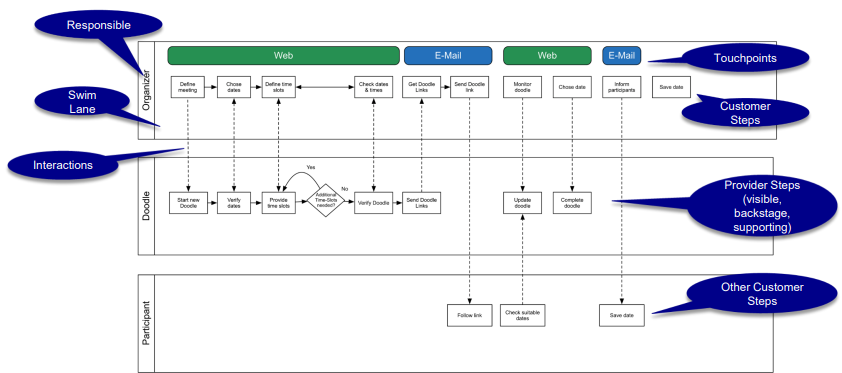 Responsible
Web
E-Mail
Web
E-Mail
Touchpoints
Organizer
Define
meeting
Chose
dates
Define time
slots
Check dates
& times
Get Doodle
Links
Send Doodle
link
Monitor
doodle
Chose date
Inform
participants
Save date
Swim
Lane
Customer
Steps
Interactions
Doodle
Yes
No
Start new
Doodle
Verify
dates
Provide
time slots
Additional
Time-Slots
needed?
Verify Doodle
Send Doodle
Links
Update
doodle
Complete
doodle
Provider Steps
(visible,
backstage,
supporting)
Participant
Follow link
Check suitable
dates
Save date
Other Customer
Steps